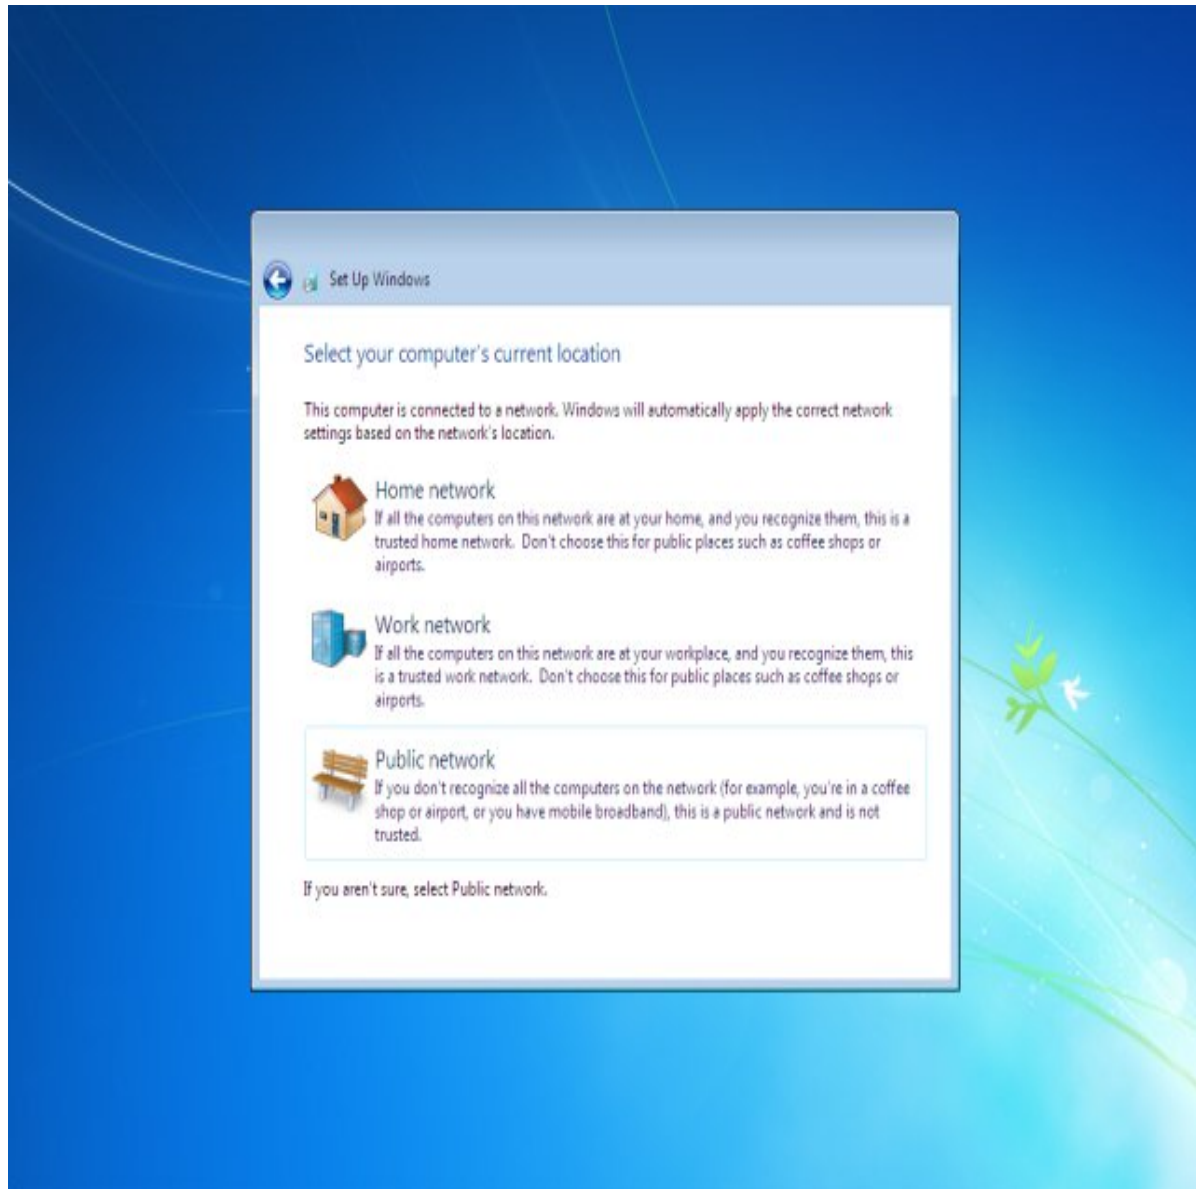 Set Up Windows
Select your computer's current location
This computer is connected to a network. Windows will automatically apply the correct network
settings based on the network's location.
Home network
If all the computers on this network are at your home, and you recognize them, this is a
trusted home network.  Don't choose this for public places such as coffee shops or
airports.
Work network
If all the computers on this network are at your workplace, and you recognize them, this
is a trusted work network.  Don't choose this for public places such as coffee shops or
airports.
Public network
If you don't recognize all the computers on the network (for example, you're in a coffee
shop or airport, or you have mobile broadband), this is a public network and is not
trusted.
If you aren't sure, select Public network.